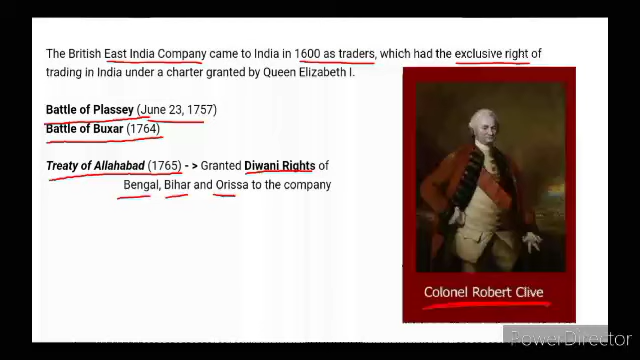 The British East India Company came to India in 1600 as traders, which had the exclusive right of
trading in India under a charter granted by Queen Elizabeth I.
Battle of Plassey (June 23, 1757)
Battle of Buxar (1764)
Treaty of Allahabad (1765) - > Granted Diwani Rights of
Bengal, Bihar and Orissa to the company
Colonel Robert Clive
PowerDirector